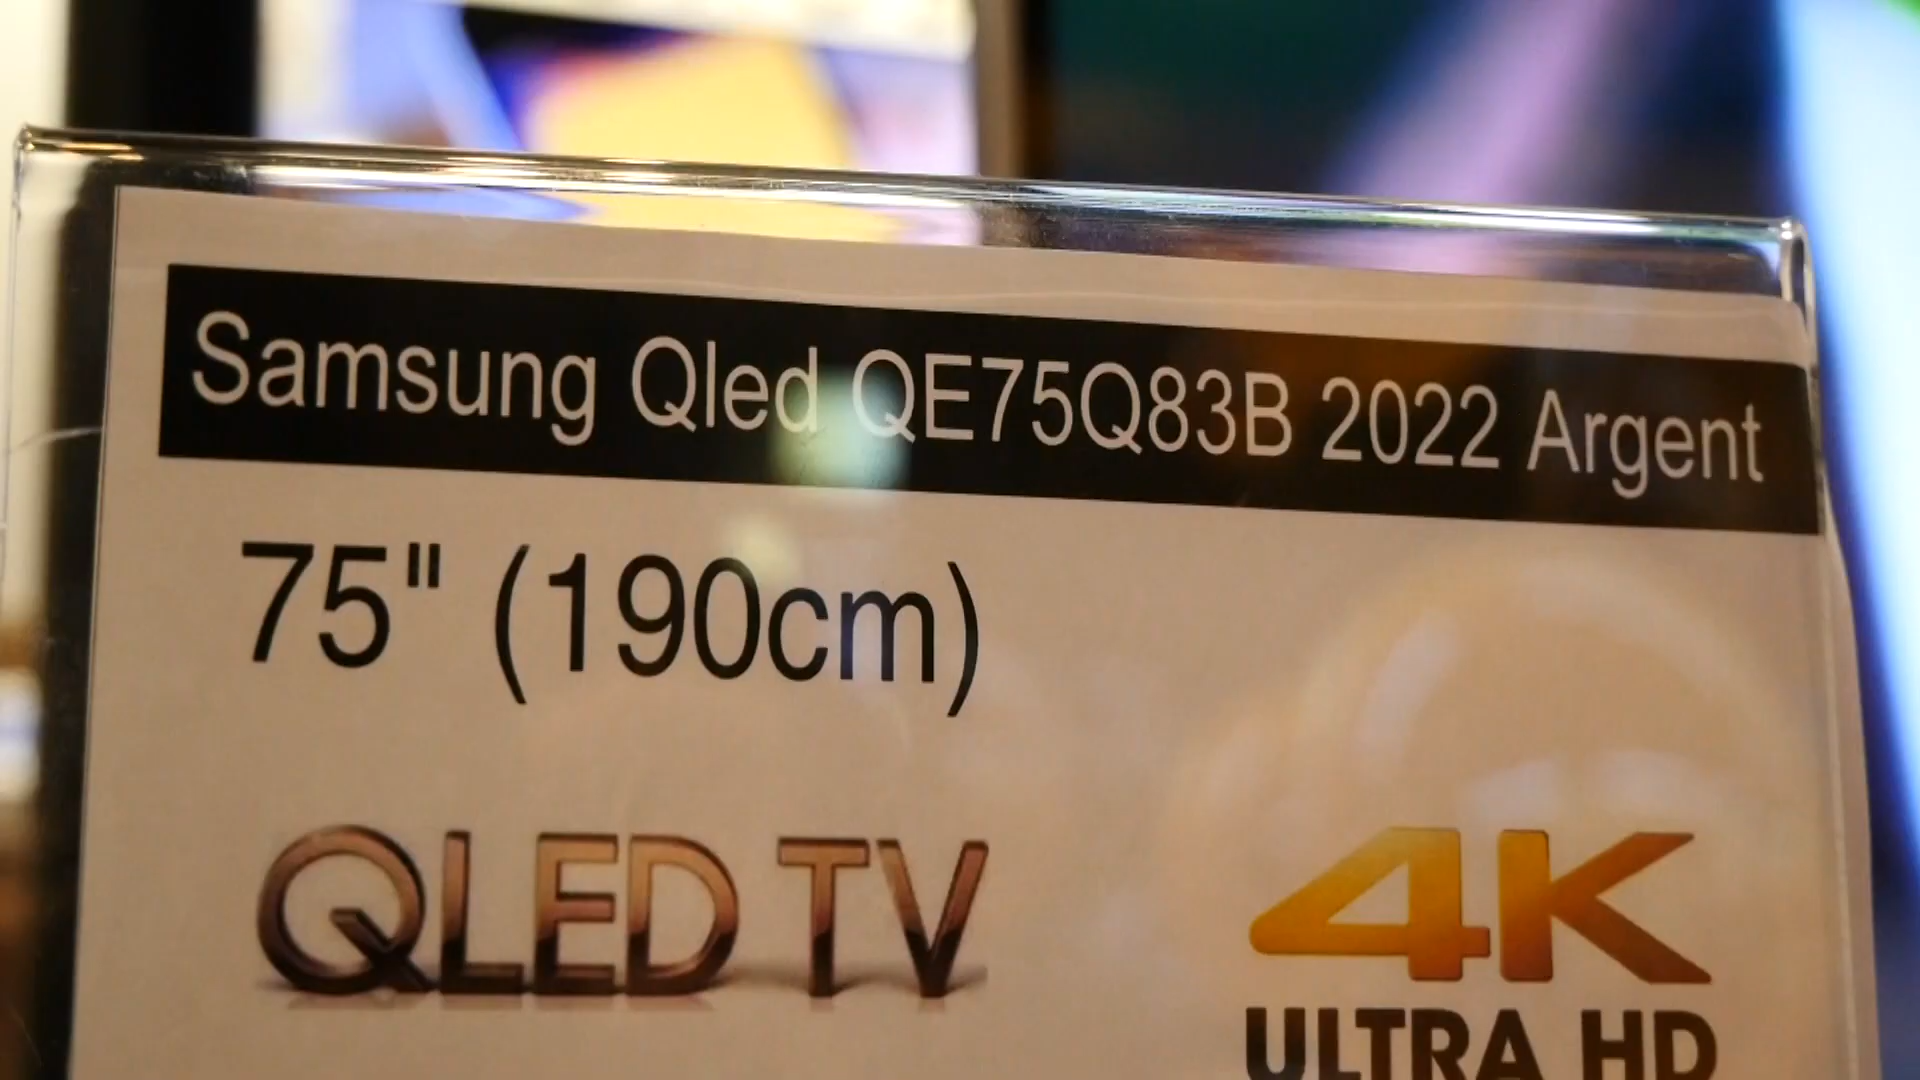 Samsung Qled QE75Q83B 2022 Argent
75" (190cm)
QLED TV
4K
ULTRA HD